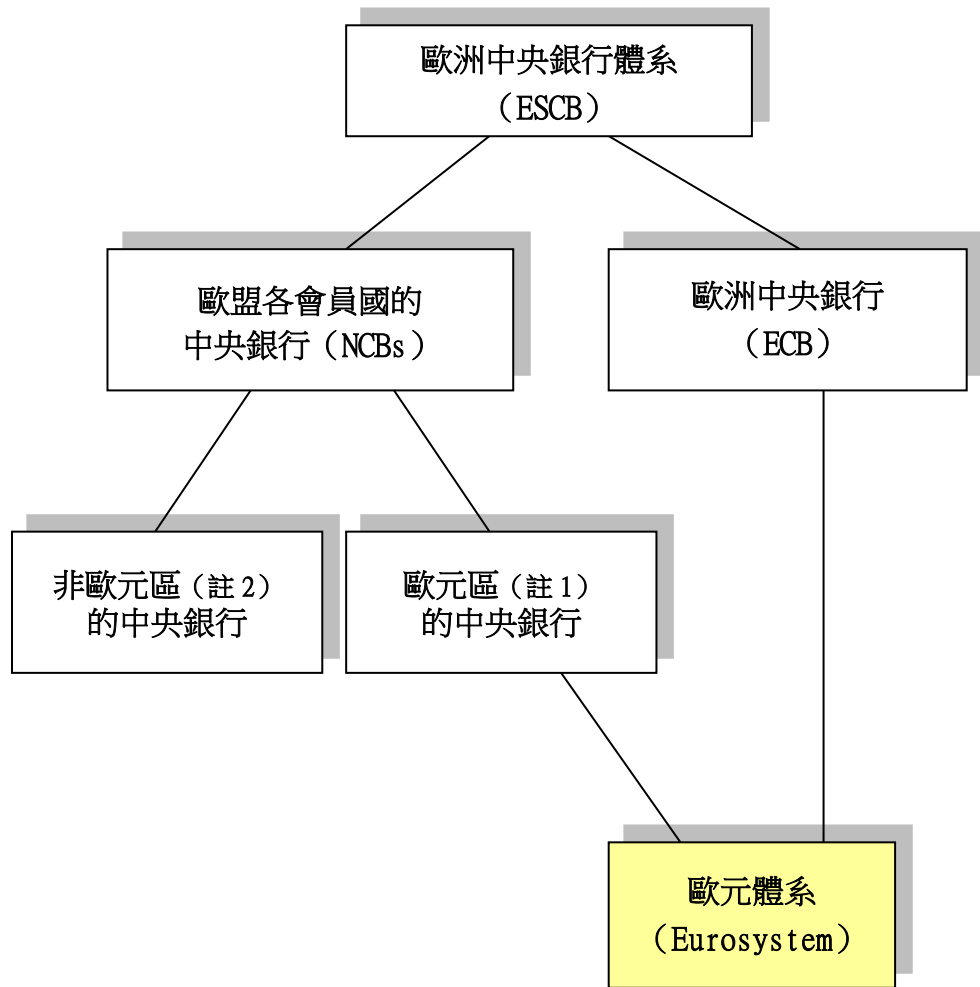 歐洲中央銀行體系
（ESCB）
歐盟各會員國的
中央銀行（NCBs）
歐洲中央銀行
（ECB）
非歐元區（註 2）
的中央銀行
歐元區（註 1）
的中央銀行
歐元體系
（Eurosystem）